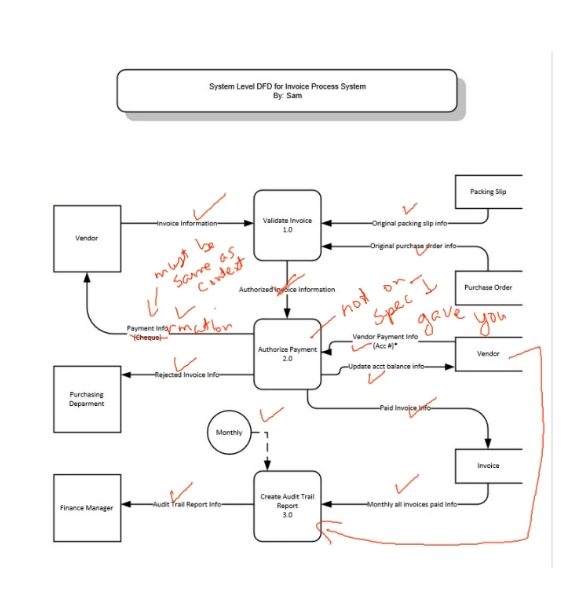 System Level DFD for Invoice Process System
By: Sam
Packing Slip
Validate Invoice
1.0
Invoice Information
Original packing slip info
Vendor
Original purchase order info
must be
same as
context
Purchase Order
Authorized Invoice Information
not on
spec I
gave you
Payment Info
rmation
(Cheque)
Vendor Payment Info
(Acc #)*
Authorize Payment
2.0
Vendor
Update acct balance info
Rejected Invoice Info
Purchasing
Deparment
Paid Invoice Info
Monthly
Invoice
Create Audit Trail
Report
3.0
Finance Manager
Audit Trail Report Info
Monthly all invoices paid Info